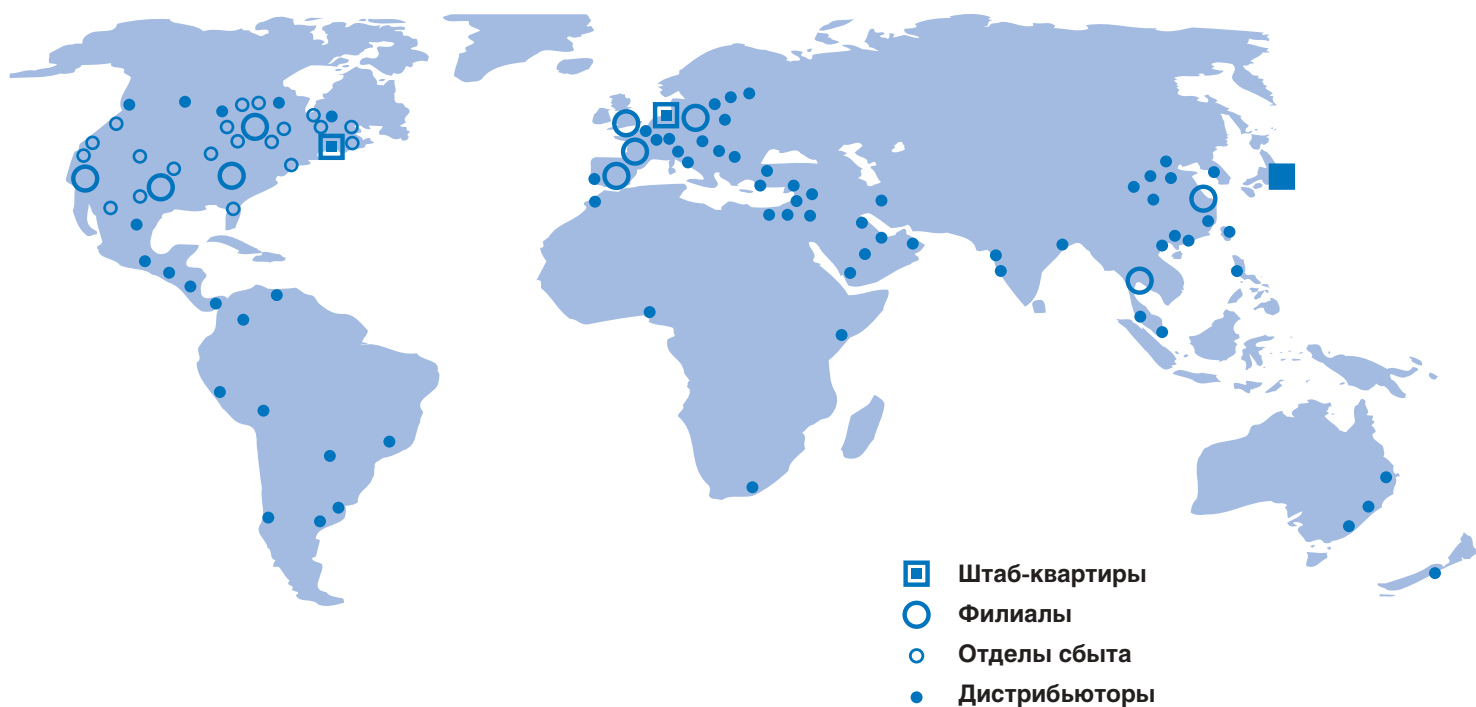 Штаб-квартиры
Филиалы
Отделы сбыта
Дистрибьюторы